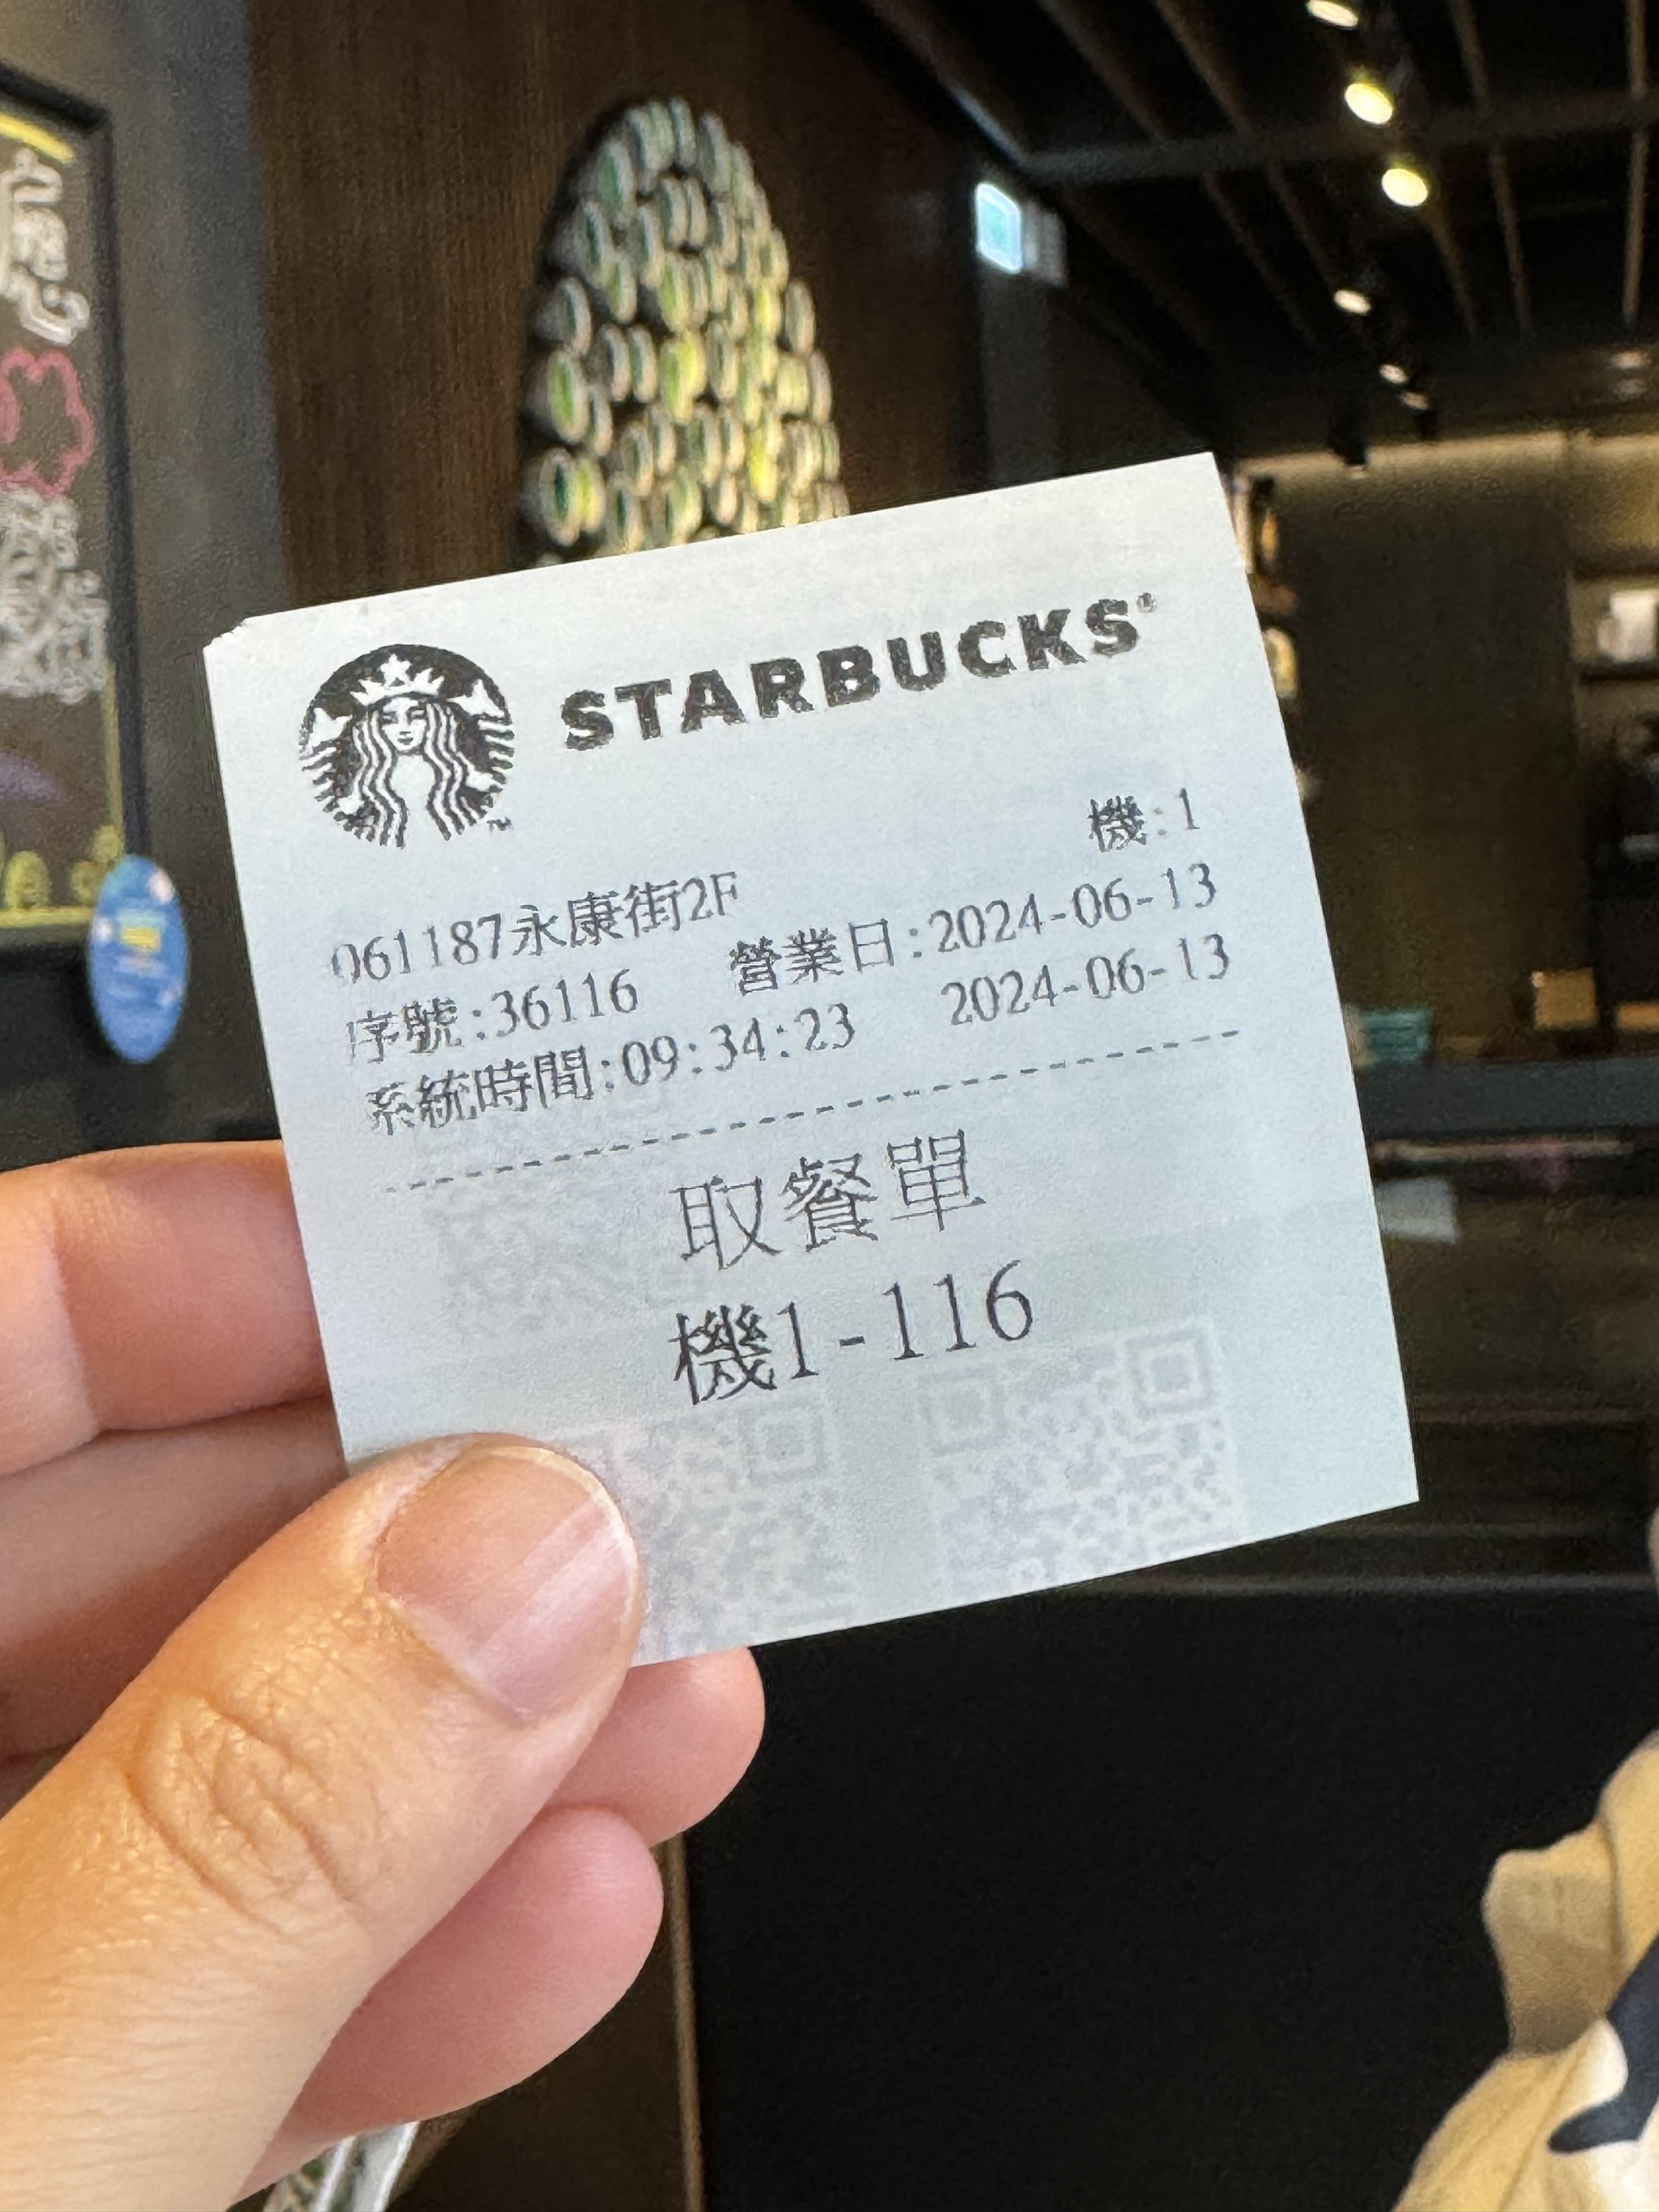 STARBUCKS®
TM
機:1
061187永康街2F
序號:36116 營業日:2024-06-13
系統時間:09:34:23 2024-06-13
取餐單
機1-116